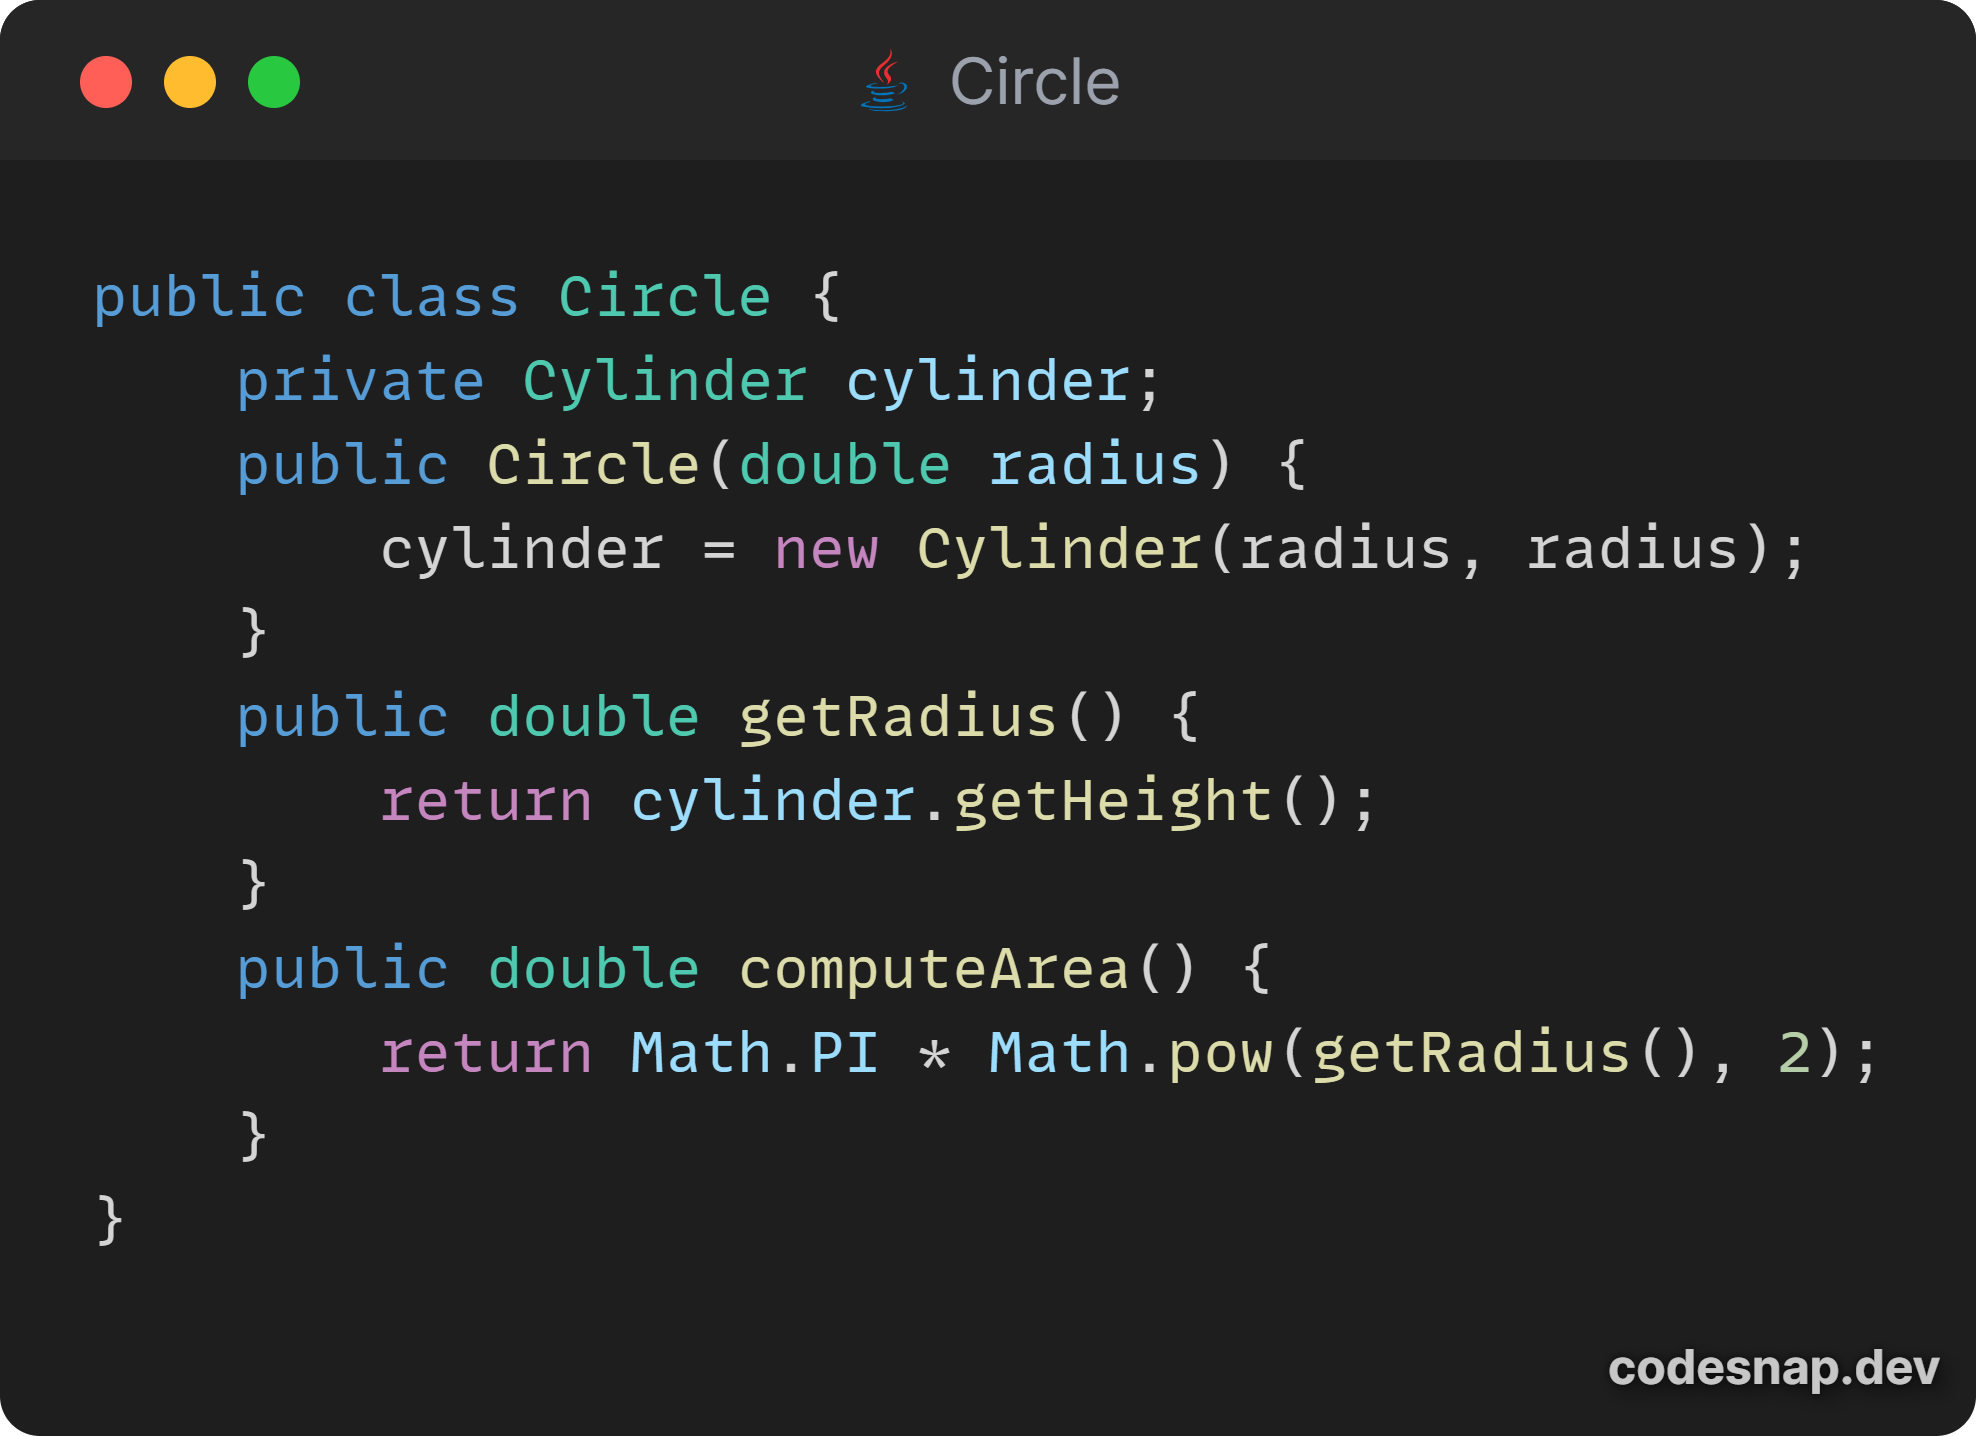 Circle
public class Circle {
    private Cylinder cylinder;
    public Circle(double radius) {
        cylinder = new Cylinder(radius, radius);
    }
    public double getRadius() {
        return cylinder.getHeight();
    }
    public double computeArea() {
        return Math.PI * Math.pow(getRadius(), 2);
    }
}
codesnap.dev